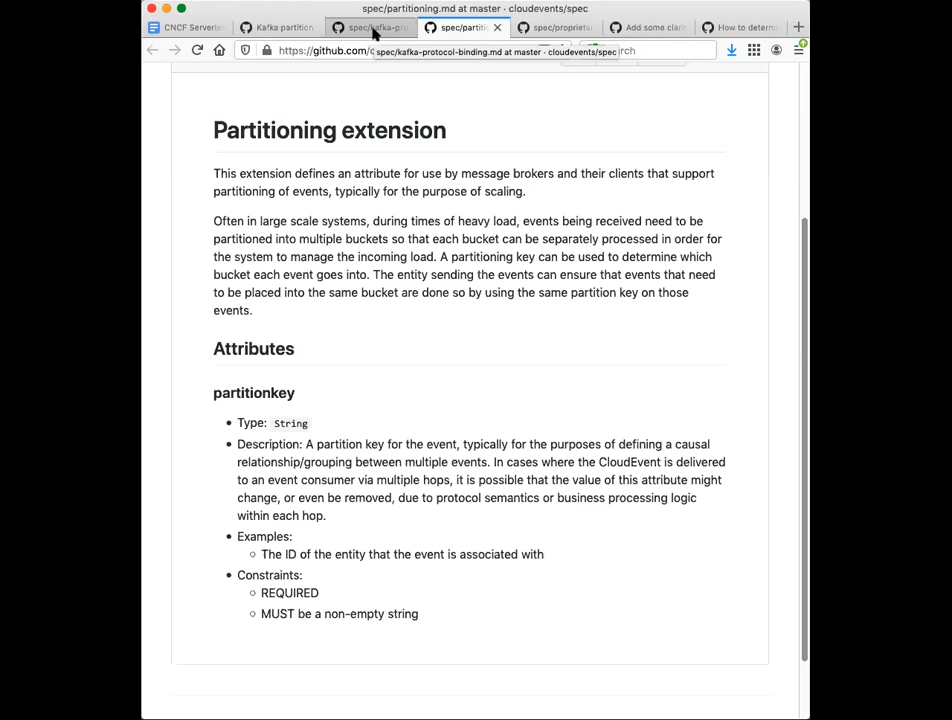 spec/partitioning.md at master · cloudevents/spec
CNCF Serverle
Kafka partition
spec/kafka-pro
spec/partiti
spec/proprieta
Add some clari
How to determ
https://github.com/c
spec/kafka-protocol-binding.md at master · cloudevents/spec
rch
Partitioning extension
This extension defines an attribute for use by message brokers and their clients that support
partitioning of events, typically for the purpose of scaling.
Often in large scale systems, during times of heavy load, events being received need to be
partitioned into multiple buckets so that each bucket can be separately processed in order for
the system to manage the incoming load. A partitioning key can be used to determine which
bucket each event goes into. The entity sending the events can ensure that events that need
to be placed into the same bucket are done so by using the same partition key on those
events.
Attributes
partitionkey
• Type: String
• Description: A partition key for the event, typically for the purposes of defining a causal
relationship/grouping between multiple events. In cases where the CloudEvent is delivered
to an event consumer via multiple hops, it is possible that the value of this attribute might
change, or even be removed, due to protocol semantics or business processing logic
within each hop.
• Examples:
○ The ID of the entity that the event is associated with
• Constraints:
○ REQUIRED
○ MUST be a non-empty string